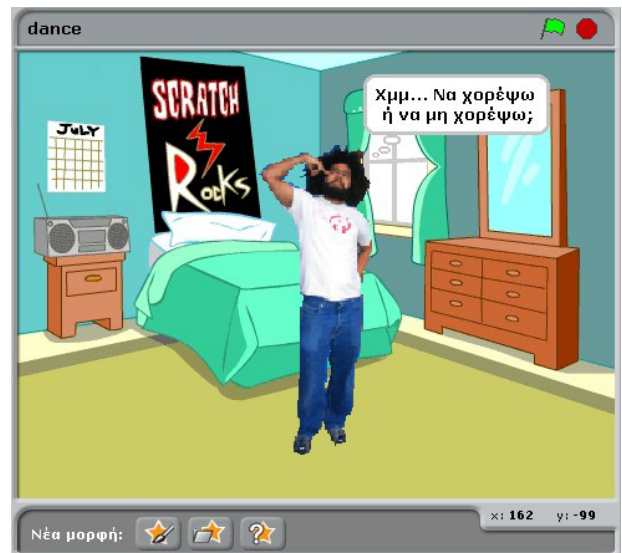 dance
Χμμ... Να χορέψω
ή να μη χορέψω;
SCRATCH
Rocks
JuLY
x: 162 y: -99
Νέα μορφή: